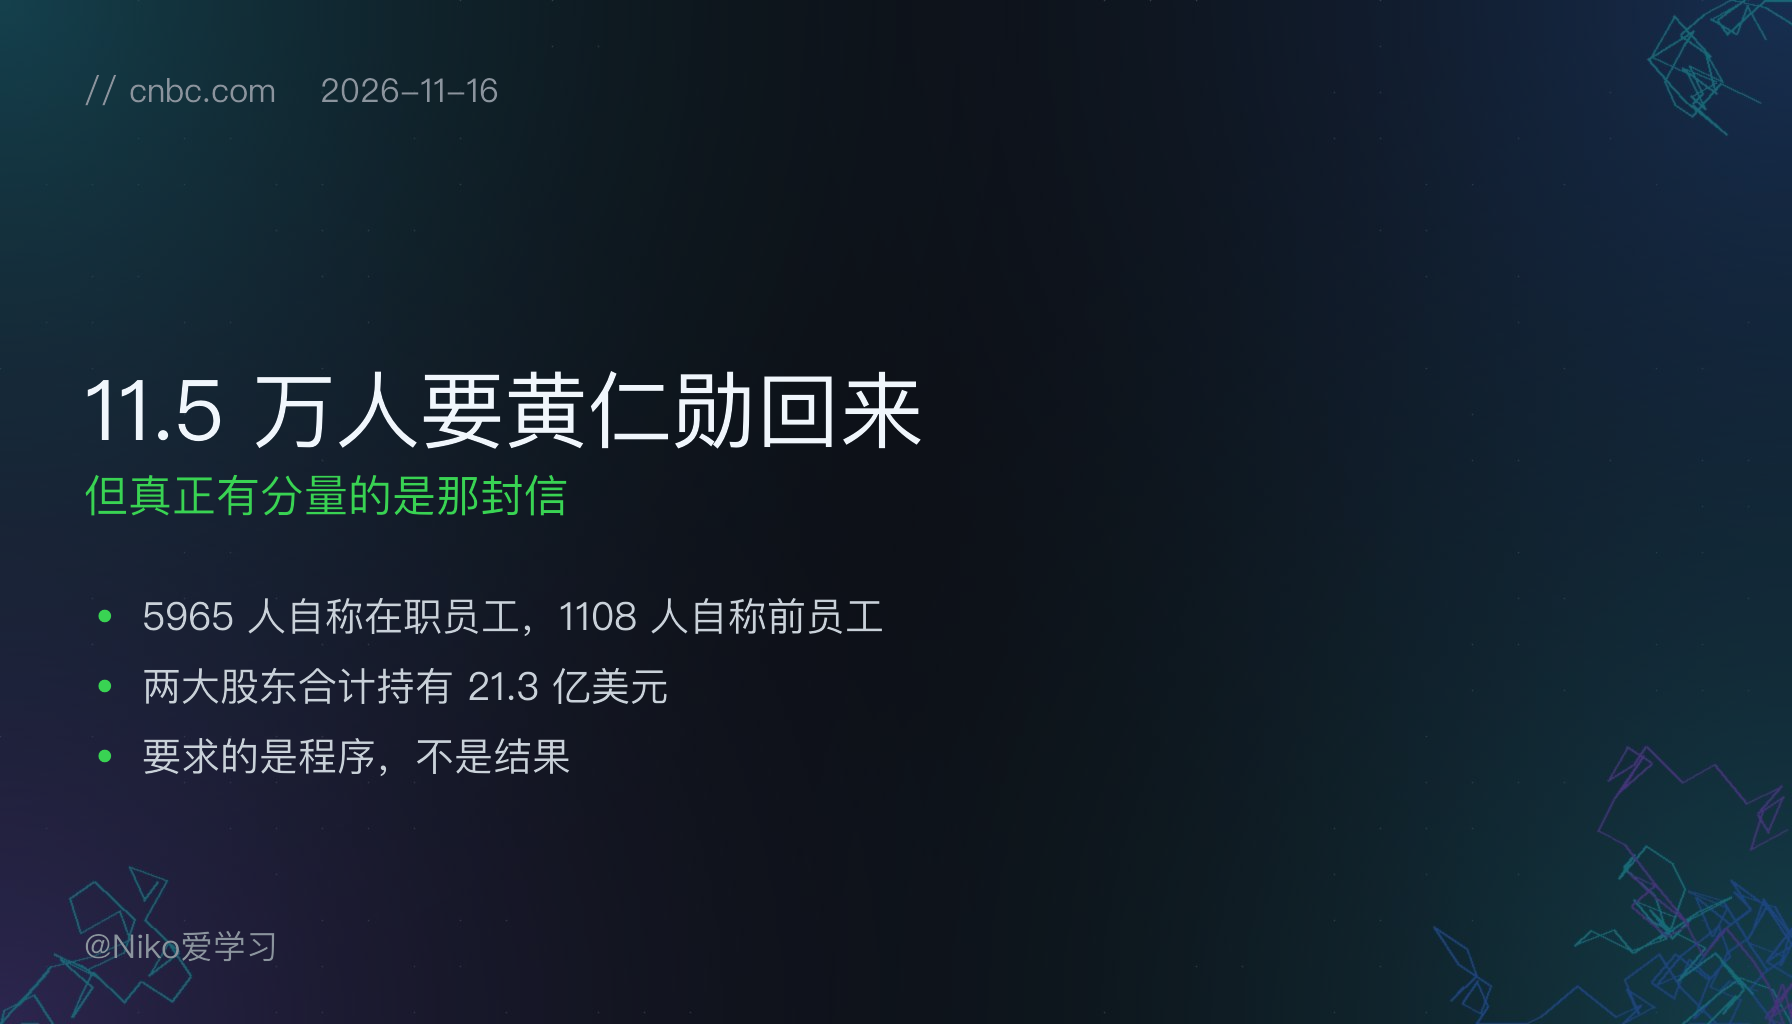 // cnbc.com 2026-11-16
11.5 万人要黄仁勋回来
但真正有分量的是那封信
• 5965 人自称在职员工，1108 人自称前员工
• 两大股东合计持有 21.3 亿美元
• 要求的是程序，不是结果
@Niko爱学习